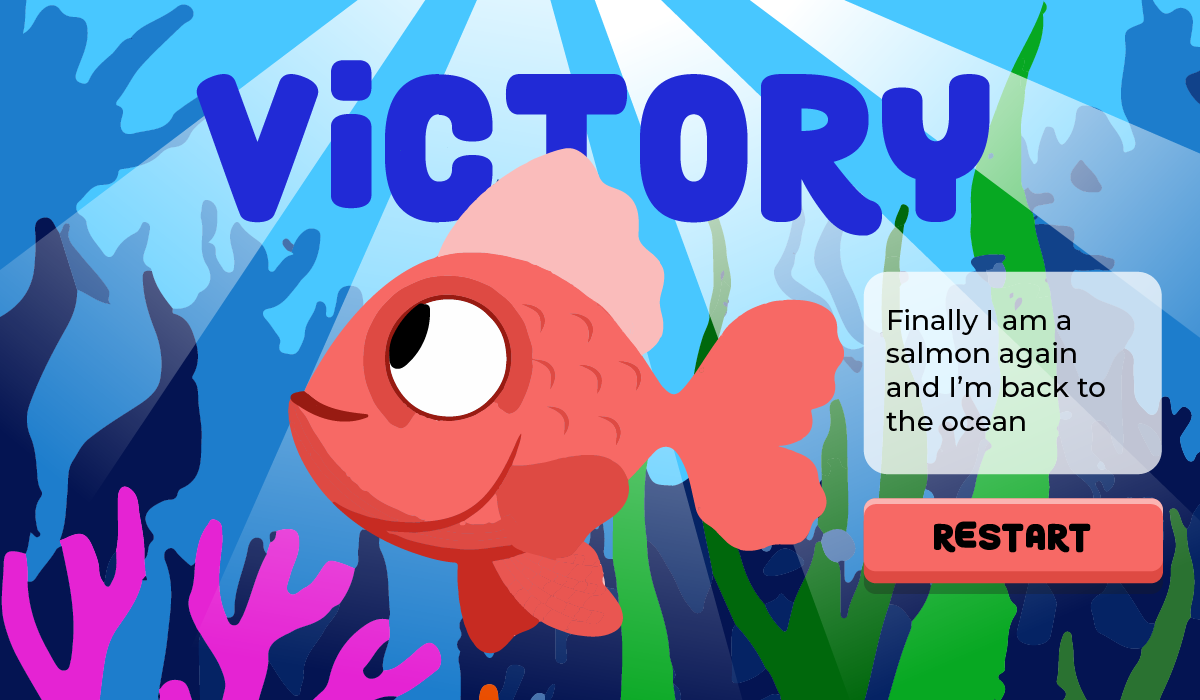 ViCTORY
Finally I am a
salmon again
and I’m back to
the ocean
RESTART